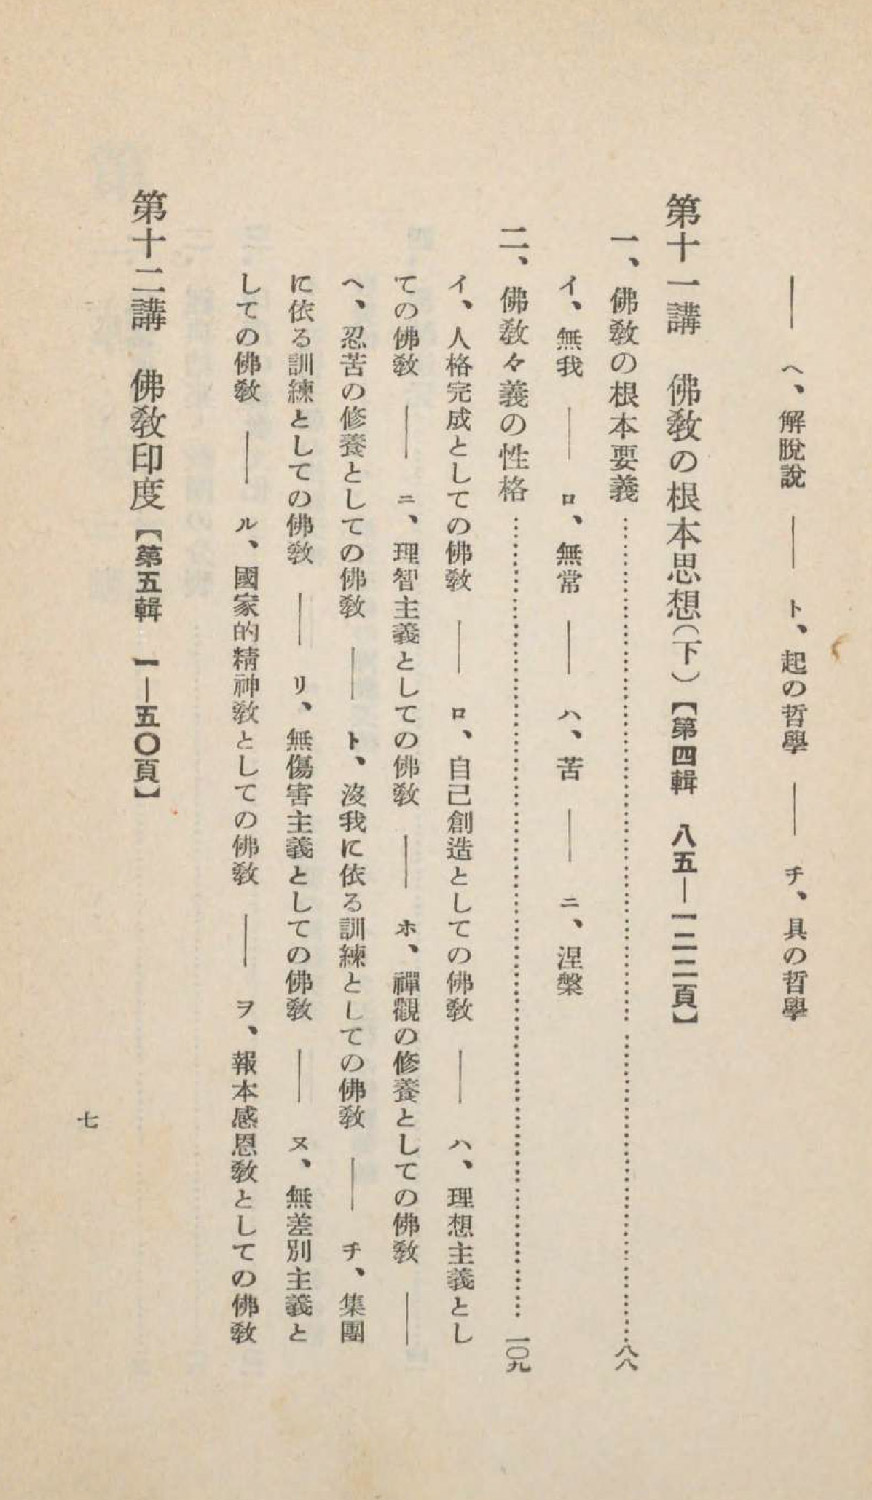 ―― ヘ、解脫說 ―― ト、起の哲學 ―― チ、具の哲學
第十一講 佛敎の根本思想(下)【第四輯 八五―一二二頁】
一、佛敎の根本要義……………………………………八八
イ、無我 ―― ロ、無常 ―― ハ、苦 ―― ニ、涅槃
二、佛敎々義の性格……………………………………一〇九
イ、人格完成としての佛敎 ―― ロ、自己創造としての佛敎 ―― ハ、理想主義とし
ての佛敎 ―― ニ、理智主義としての佛敎 ―― ホ、禪觀の修養としての佛敎 ――
ヘ、忍苦の修養としての佛敎 ―― ト、沒我に依る訓練としての佛敎 ―― チ、集團
に依る訓練としての佛敎 ―― リ、無傷害主義としての佛敎 ―― ヌ、無差別主義と
しての佛敎 ―― ル、國家的精神敎としての佛敎 ―― ヲ、報本感恩敎としての佛敎
第十二講 佛敎印度【第五輯 一―五〇頁】
七